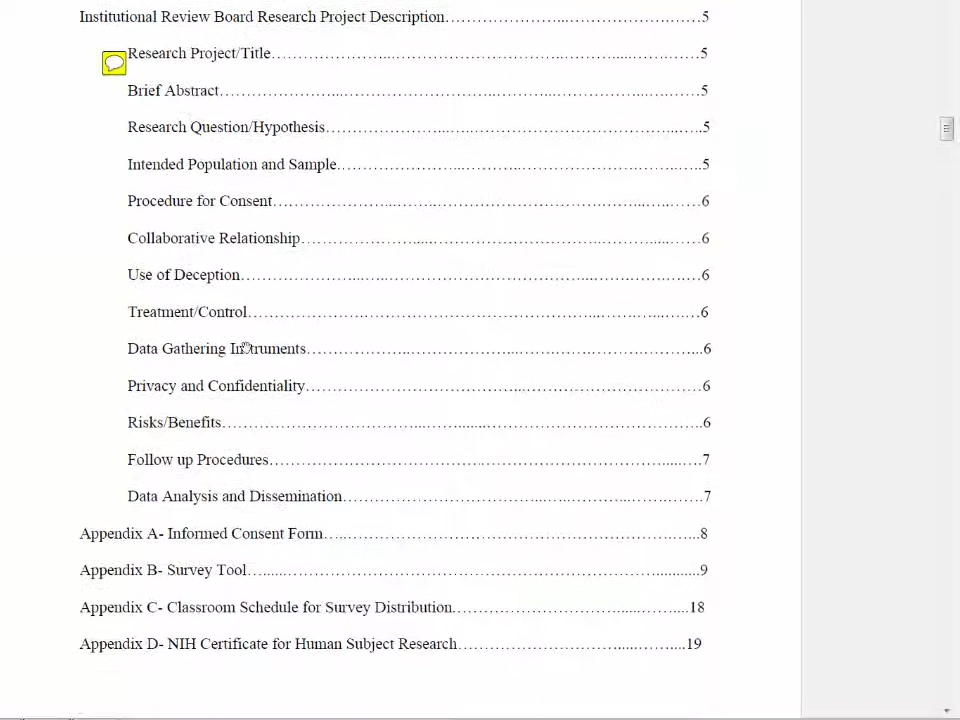 Institutional Review Board Research Project Description……………………...……………………...……5
Research Project/Title…………………...………………………...…………....………5
Brief Abstract……………………...……………………...……………………...……5
Research Question/Hypothesis……………………...……………………...…………...…...5
Intended Population and Sample……………………...……………………...…………...…..5
Procedure for Consent…………………...……………………...……………………...…...……6
Collaborative Relationship…………………....……………………...………………......……6
Use of Deception……………………...…...……………………...……………………...……6
Treatment/Control……………………...……………………...……………………...…...……6
Data Gathering Instruments……………………...……………………...……………………...6
Privacy and Confidentiality……………………...……………………...……………………...6
Risks/Benefits……………………...…........……………………...……………………...6
Follow up Procedures……………………...……………………...……………………....….7
Data Analysis and Dissemination……………………...……………………...…………...……7
Appendix A- Informed Consent Form……………………...……………………...…………...8
Appendix B- Survey Tool…......……………………...……………………...…………..........9
Appendix C- Classroom Schedule for Survey Distribution……………………......………....18
Appendix D- NIH Certificate for Human Subject Research……………………......………....19